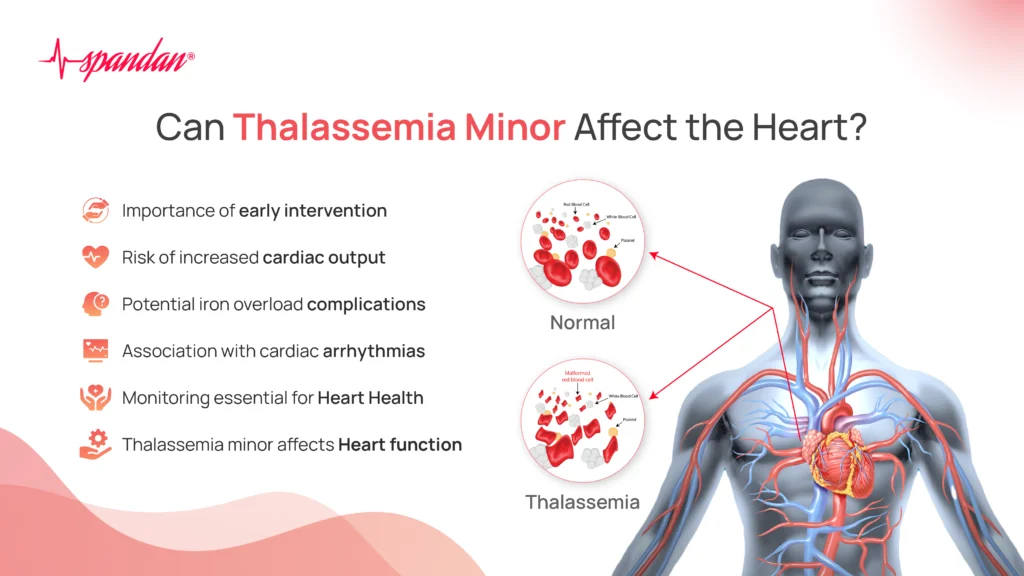 spandan®
Can Thalassemia Minor Affect the Heart?
Importance of early intervention
Risk of increased cardiac output
Potential iron overload complications
Association with cardiac arrhythmias
Monitoring essential for Heart Health
Thalassemia minor affects Heart function
Red Blood Cell
White Blood Cell
Platelet
Normal
Malformed
red blood cell
White Blood Cell
Platelet
Thalassemia